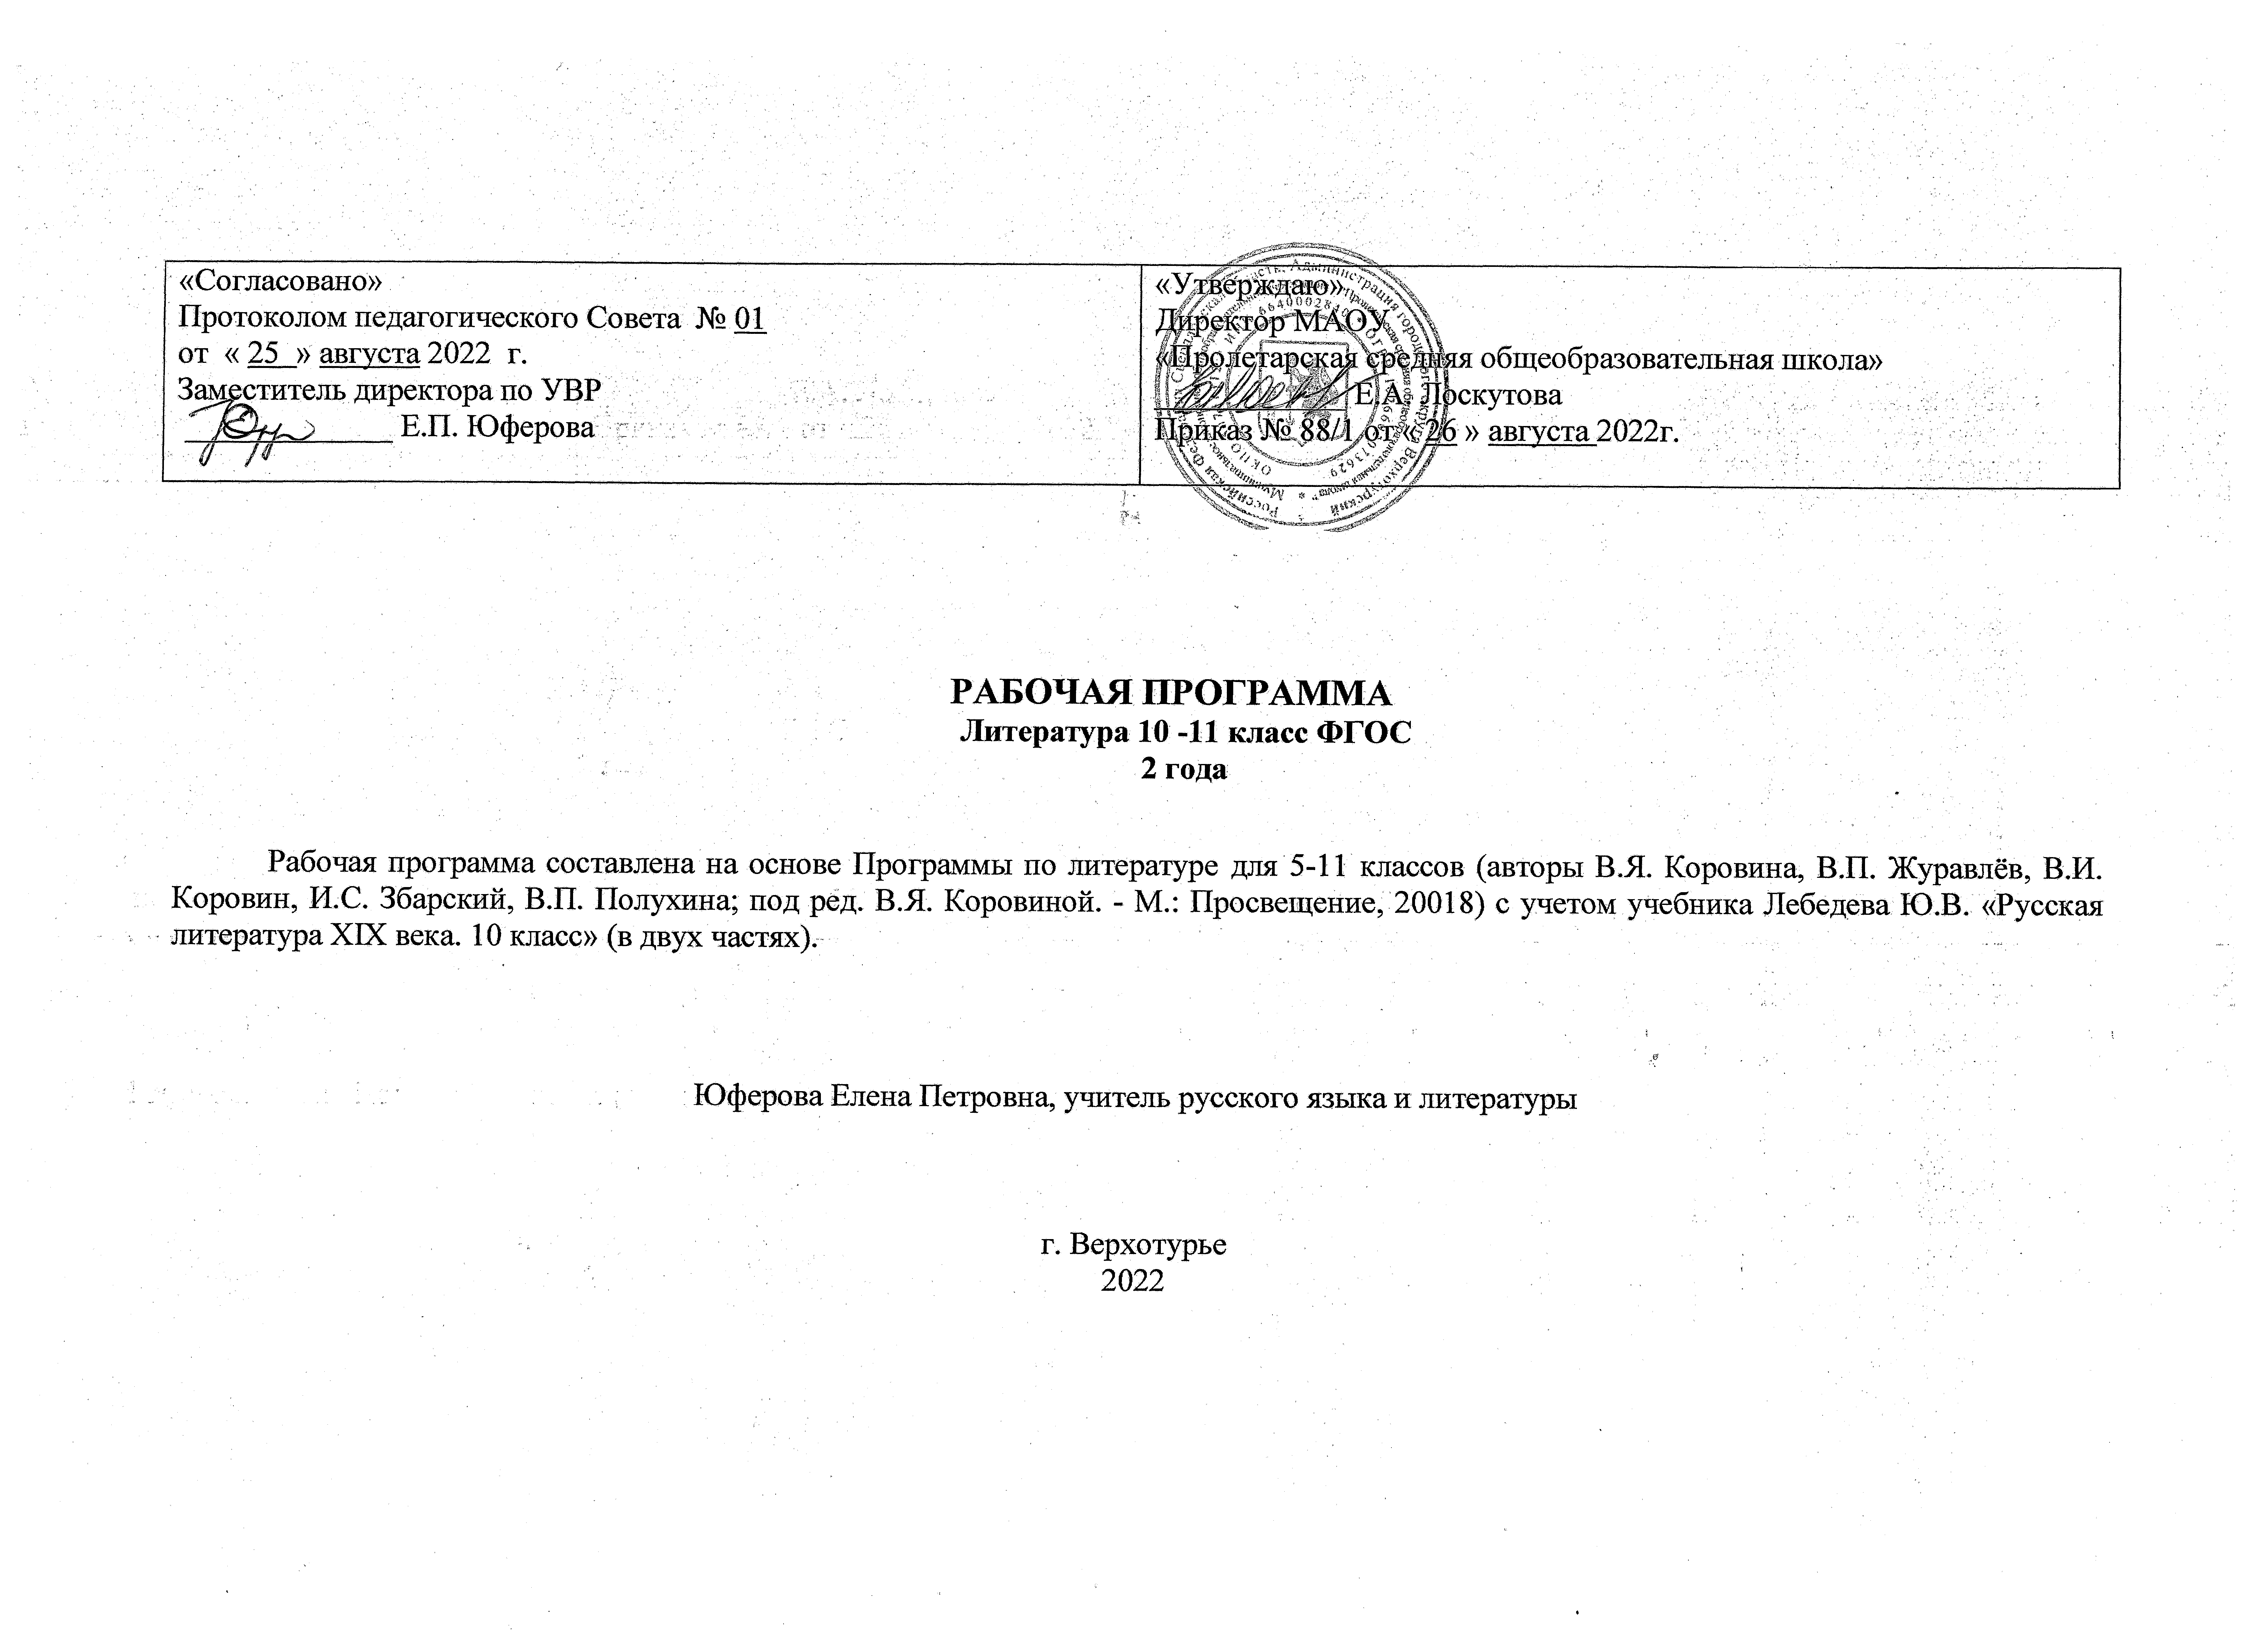 «Согласовано»
Протоколом педагогического Совета № 01
от « 25 » августа 2022 г.
Заместитель директора по УВР
Е.П. Юферова
«Утверждаю»
Директор МАОУ
«Пролетарская средняя общеобразовательная школа»
Е.А. Лоскутова
Приказ № 88/1 от « 26 » августа 2022г.
РАБОЧАЯ ПРОГРАММА
Литература 10 -11 класс ФГОС
2 года
Рабочая программа составлена на основе Программы по литературе для 5-11 классов (авторы В.Я. Коровина, В.П. Журавлёв, В.И.
Коровин, И.С. Збарский, В.П. Полухина; под ред. В.Я. Коровиной. - М.: Просвещение, 20018) с учетом учебника Лебедева Ю.В. «Русская
литература XIX века. 10 класс» (в двух частях).
Юферова Елена Петровна, учитель русского языка и литературы
г. Верхотурье
2022